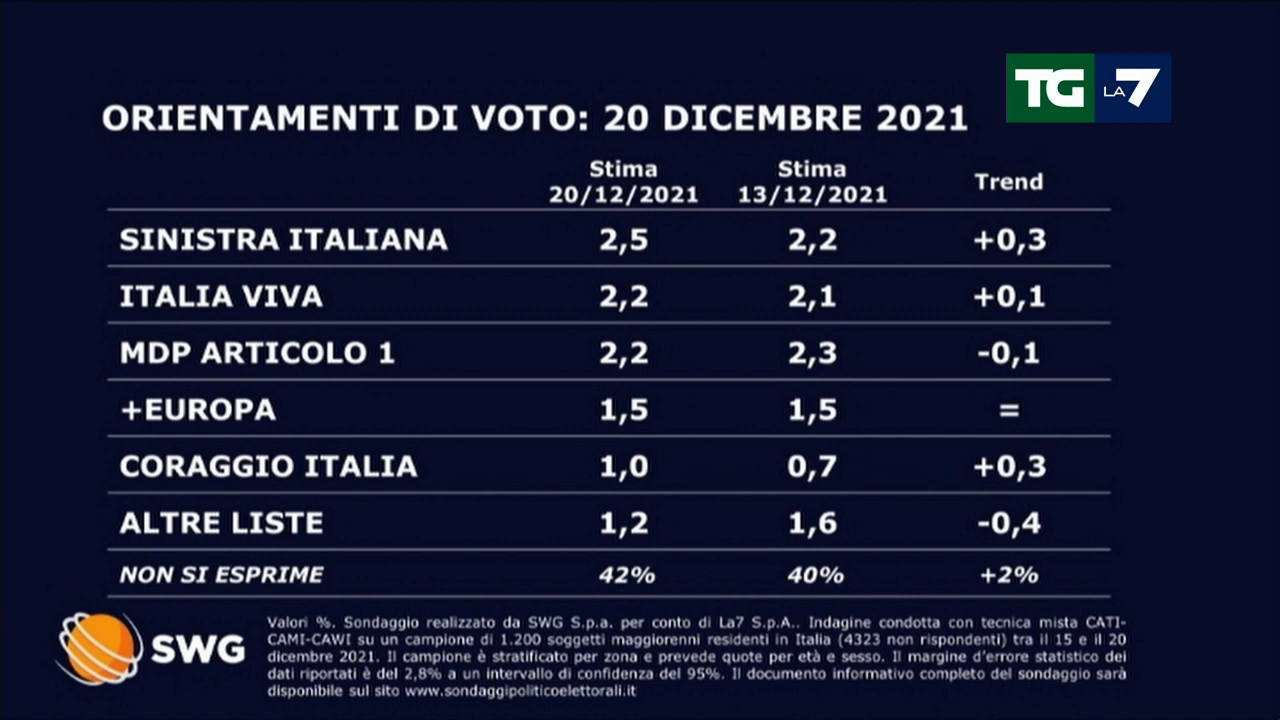 TG LA7
ORIENTAMENTI DI VOTO: 20 DICEMBRE 2021
Stima 20/12/2021 Stima 13/12/2021 Trend
SINISTRA ITALIANA 2,5 2,2 +0,3
ITALIA VIVA 2,2 2,1 +0,1
MDP ARTICOLO 1 2,2 2,3 -0,1
+EUROPA 1,5 1,5 =
CORAGGIO ITALIA 1,0 0,7 +0,3
ALTRE LISTE 1,2 1,6 -0,4
NON SI ESPRIME 42% 40% +2%
SWG
Valori %. Sondaggio realizzato da SWG S.p.a. per conto di La7 S.p.A.. Indagine condotta con tecnica mista CATI-
CAMI-CAWI su un campione di 1.200 soggetti maggiorenni residenti in Italia (4323 non rispondenti) tra il 15 e il 20
dicembre 2021. Il campione è stratificato per zona e prevede quote per età e sesso. Il margine d'errore statistico dei
dati riportati è del 2,8% a un intervallo di confidenza del 95%. Il documento informativo completo del sondaggio sarà
disponibile sul sito www.sondaggipoliticoelettorali.it